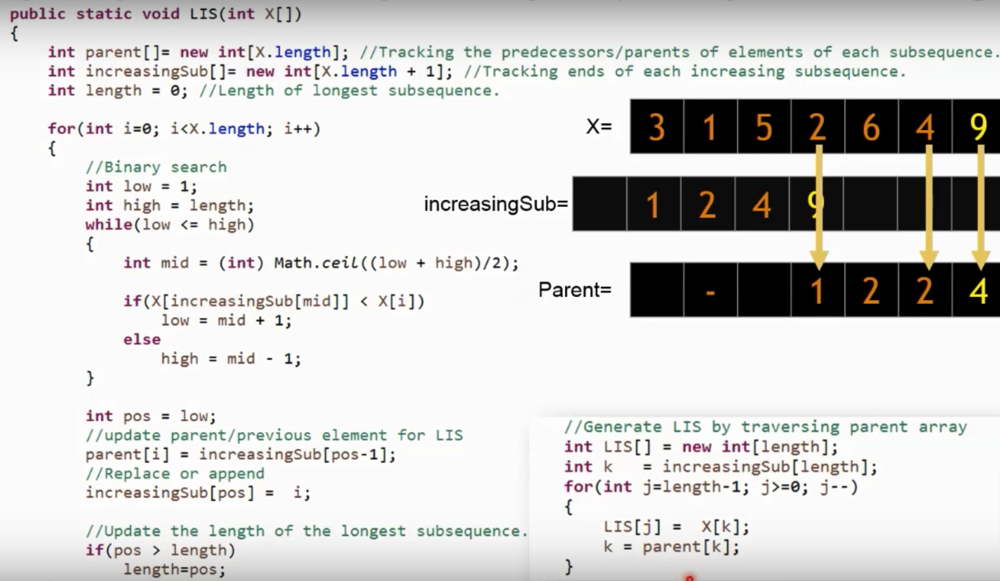 public static void LIS(int X[])
{
int parent[]= new int[X.length]; //Tracking the predecessors/parents of elements of each subsequence.
int increasingSub[]= new int[X.length + 1]; //Tracking ends of each increasing subsequence.
int length = 0; //Length of longest subsequence.
for(int i=0; i<X.length; i++)
{
//Binary search
int low = 1;
int high = length;
while(low <= high)
{
int mid = (int) Math.ceil((low + high)/2);
if(X[increasingSub[mid]] < X[i])
low = mid + 1;
else
high = mid - 1;
}
int pos = low;
//update parent/previous element for LIS
parent[i] = increasingSub[pos-1];
//Replace or append
increasingSub[pos] =  i;
//Update the length of the longest subsequence.
if(pos > length)
length=pos;
X= 3 1 5 2 6 4 9
increasingSub= 1 2 4 9
Parent= - 1 2 2 4
//Generate LIS by traversing parent array
int LIS[] = new int[length];
int k   = increasingSub[length];
for(int j=length-1; j>=0; j--)
{
LIS[j] =  X[k];
k = parent[k];
}